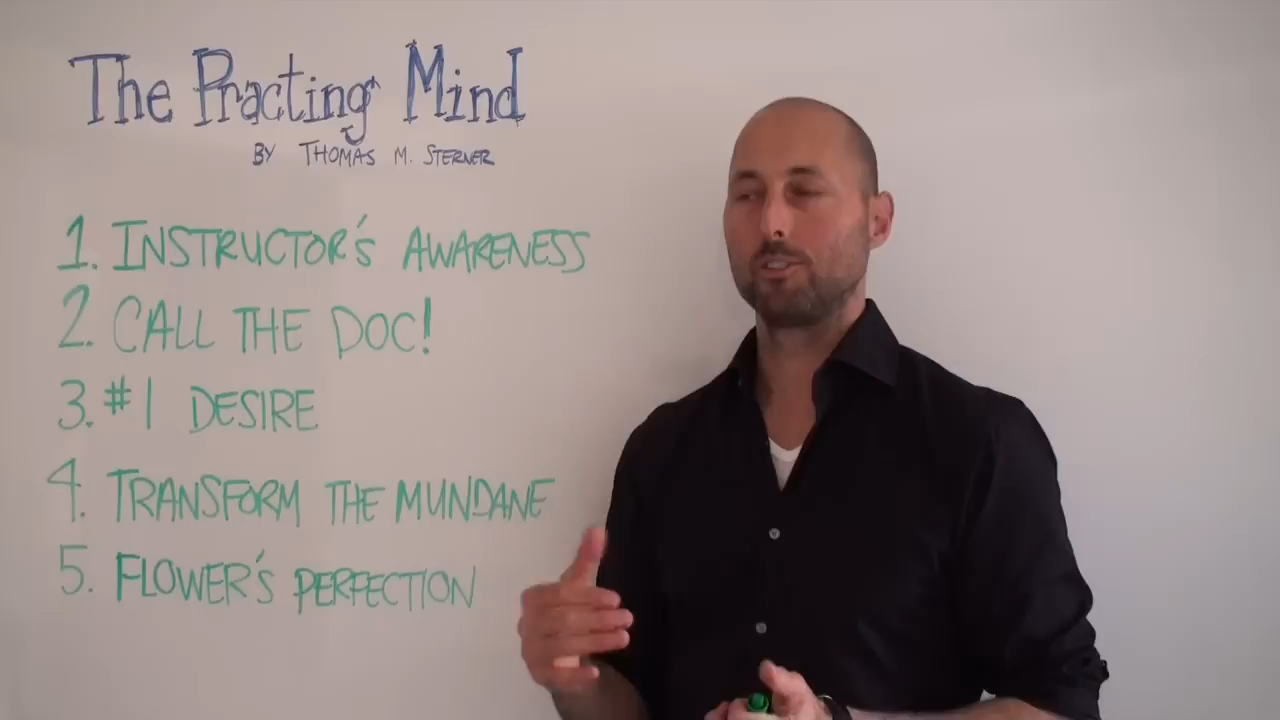 The Practing Mind
BY THOMAS M. STERNER
1. INSTRUCTOR'S AWARENESS
2. CALL THE DOC!
3. #1 DESIRE
4. TRANSFORM THE MUNDANE
5. FLOWER'S PERFECTION